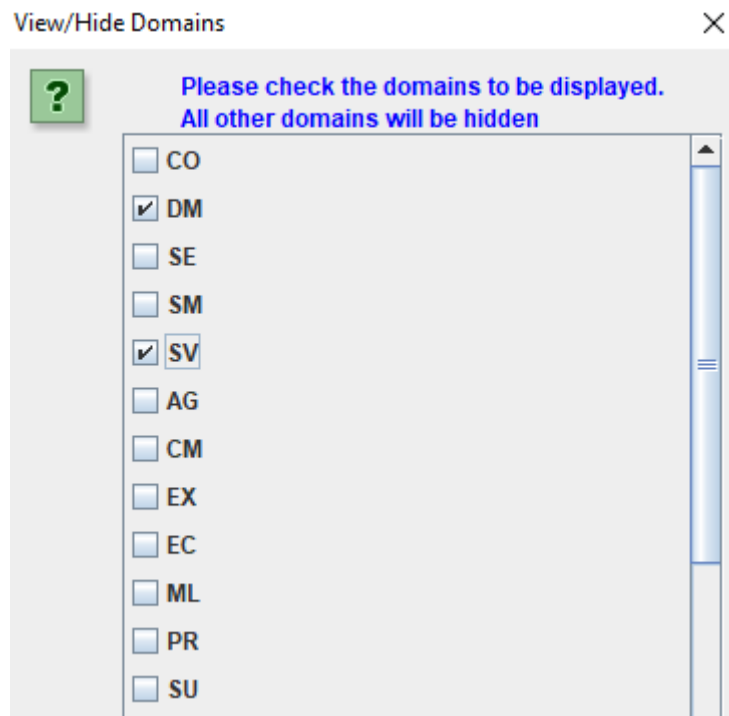 View/Hide Domains
Please check the domains to be displayed.
All other domains will be hidden
CO
DM
SE
SM
SV
AG
CM
EX
EC
ML
PR
SU